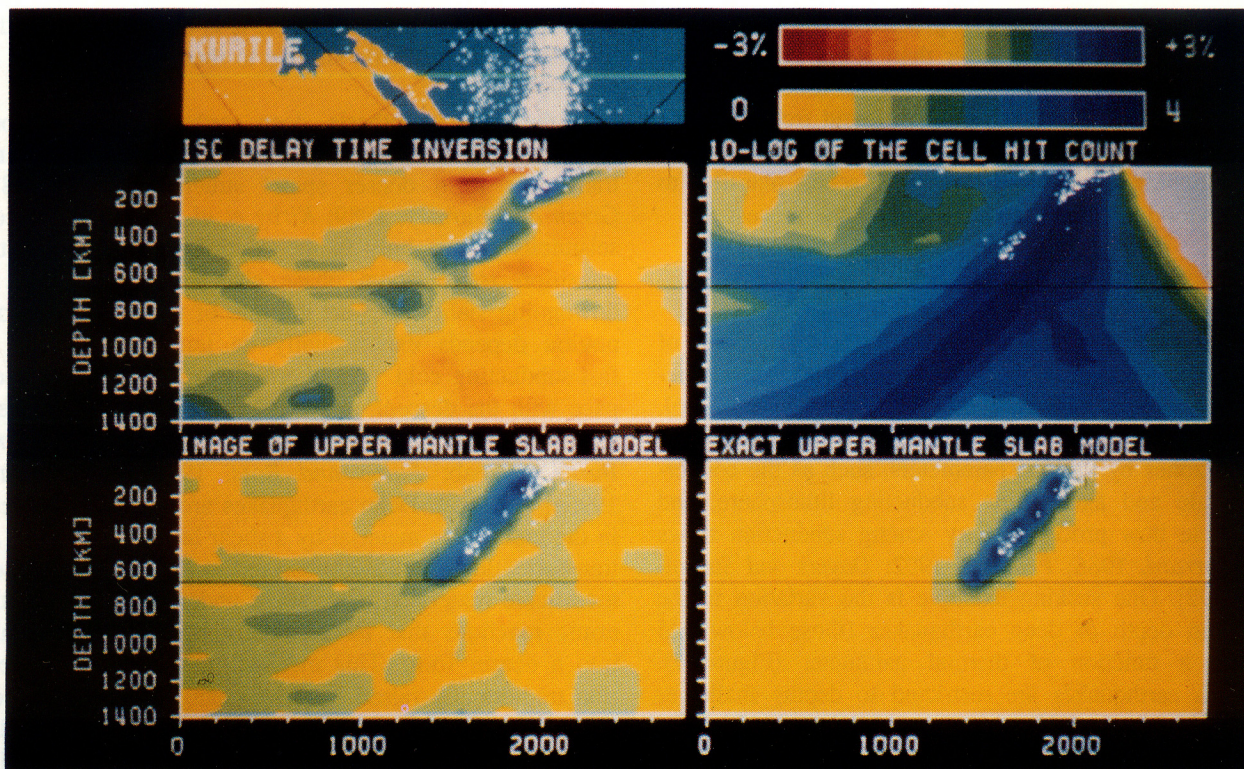 KURILE
-3% +3%
0 4
ISC DELAY TIME INVERSION
10-LOG OF THE CELL HIT COUNT
200
400
600
800
1000
1200
1400
DEPTH [KM]
IMAGE OF UPPER MANTLE SLAB MODEL
EXACT UPPER MANTLE SLAB MODEL
200
400
600
800
1000
1200
1400
DEPTH [KM]
0 1000 2000
0 1000 2000